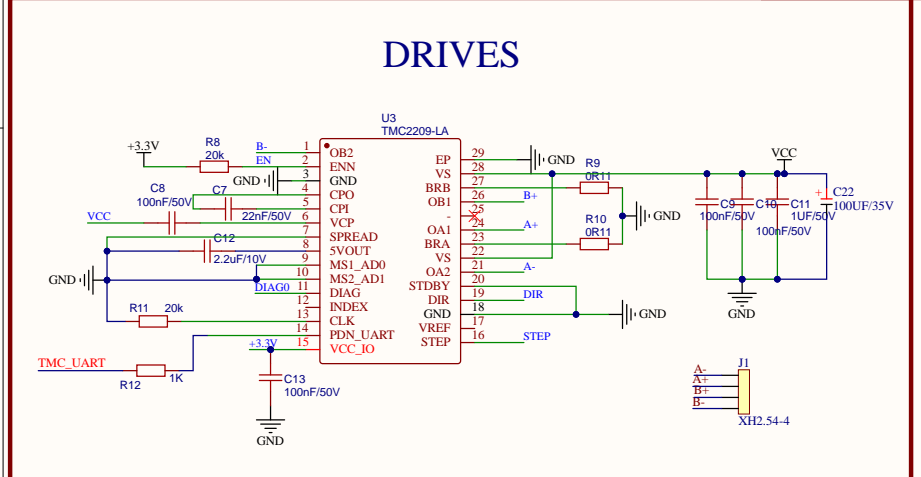 DRIVES
U3
TMC2209-LA
+3.3V
R8
20k
B-
EN
GND
C8
100nF/50V
C7
22nF/50V
VCC
C12
2.2uF/10V
GND
DIAG0
R11 20k
+3.3V
TMC_UART
R12 1K
C13
100nF/50V
GND
1 OB2
2 ENN
3 GND
4 CPO
5 CPI
6 VCP
7 SPREAD
8 5VOUT
9 MS1_AD0
10 MS2_AD1
11 DIAG
12 INDEX
13 CLK
14 PDN_UART
15 VCC_IO
EP 29
VS 28
BRB 27
OB1 26
- 25
OA1 24
BRA 23
VS 22
OA2 21
STDBY 20
DIR 19
GND 18
VREF 17
STEP 16
GND
R9
0R11
B+
GND
A+
R10
0R11
A-
DIR
GND
STEP
VCC
C9
100nF/50V
C10
100nF/50V
C11
1UF/50V
+
C22
100UF/35V
GND
J1
A-
A+
B+
B-
XH2.54-4